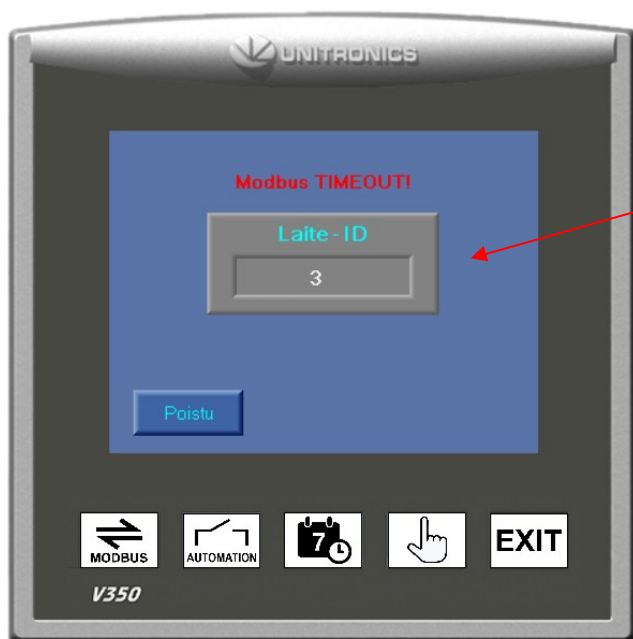 UNITRONICS
Modbus TIMEOUT!
Laite-ID
3
Poistu
MODBUS
AUTOMATION
7
EXIT
V350